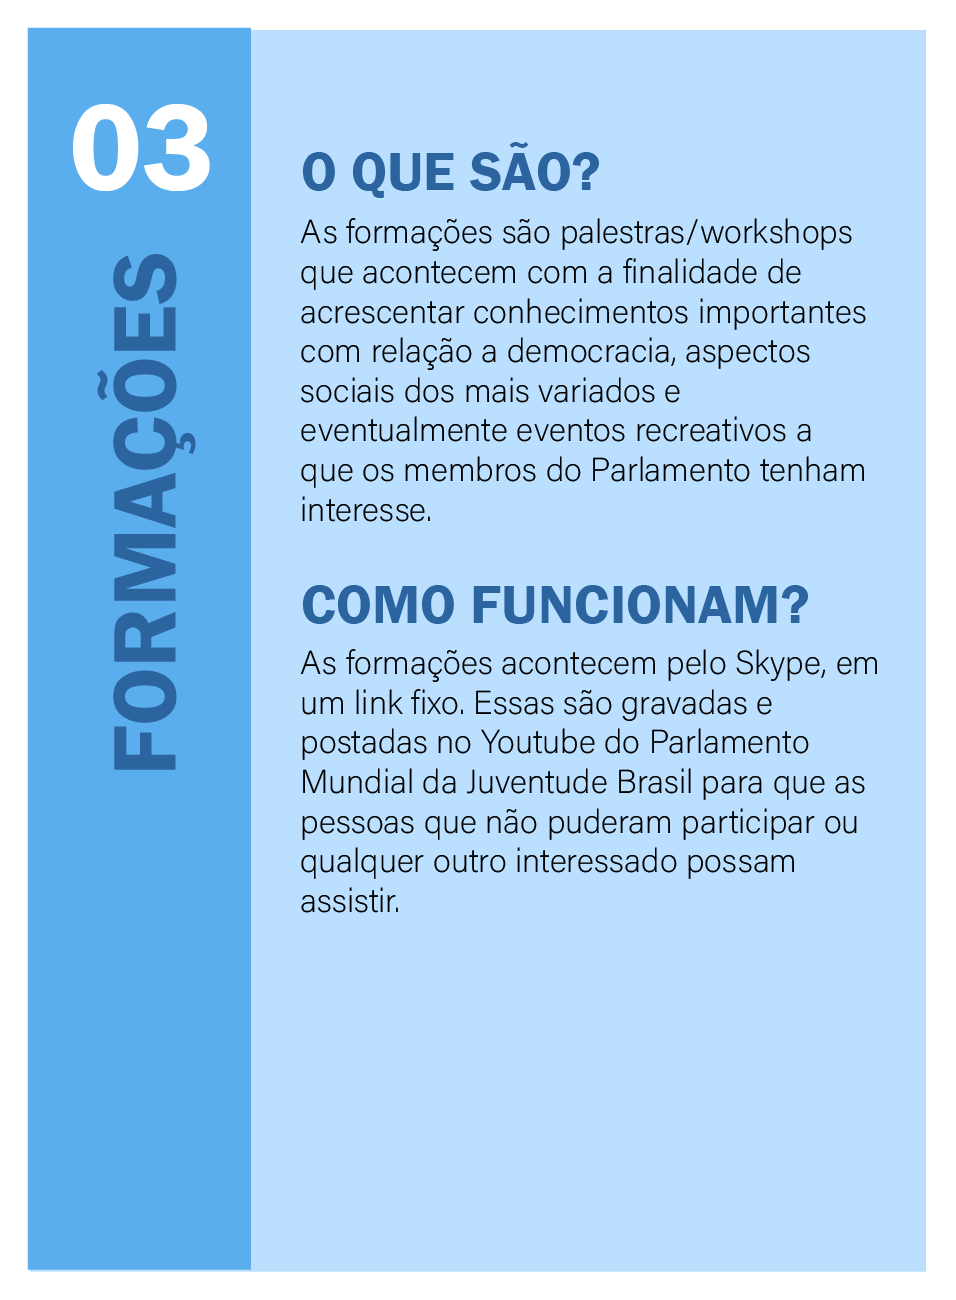 03
FORMAÇÕES
O QUE SÃO?
As formações são palestras/workshops
que acontecem com a finalidade de
acrescentar conhecimentos importantes
com relação a democracia, aspectos
sociais dos mais variados e
eventualmente eventos recreativos a
que os membros do Parlamento tenham
interesse.
COMO FUNCIONAM?
As formações acontecem pelo Skype, em
um link fixo. Essas são gravadas e
postadas no Youtube do Parlamento
Mundial da Juventude Brasil para que as
pessoas que não puderam participar ou
qualquer outro interessado possam
assistir.